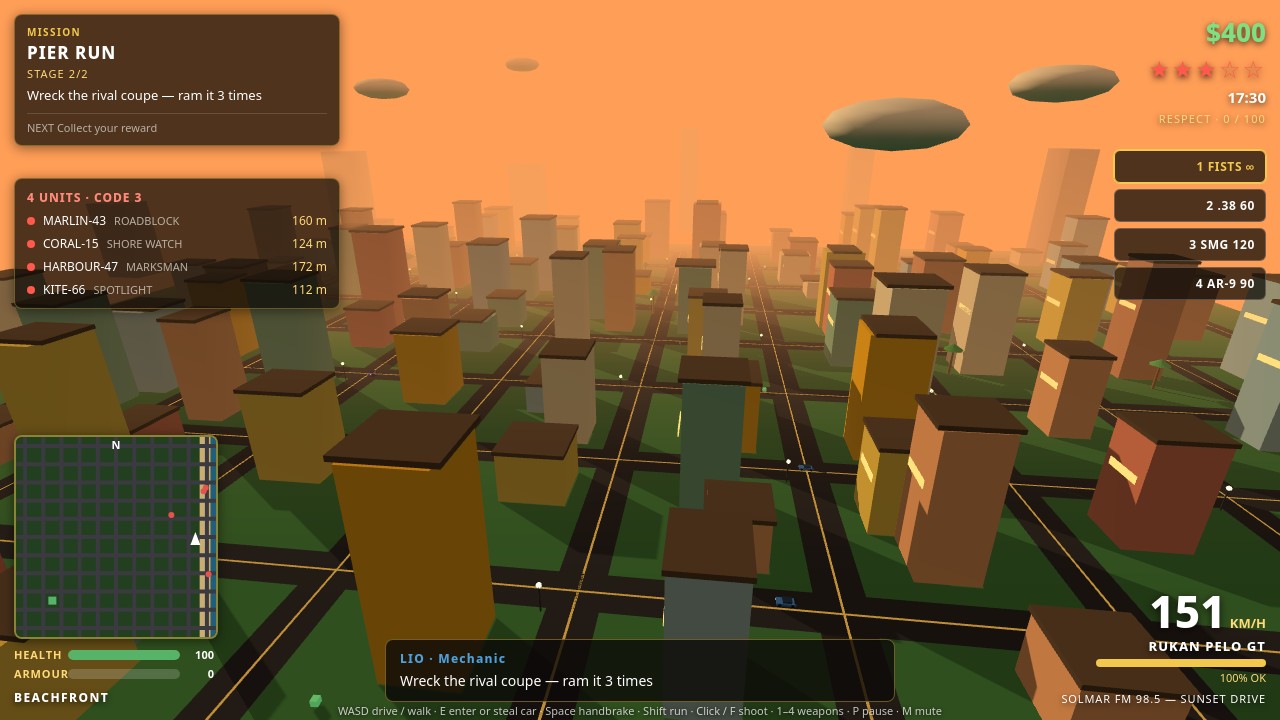 MISSION
PIER RUN
STAGE 2/2
Wreck the rival coupe — ram it 3 times
NEXT Collect your reward
$400
★★★☆☆
17:30
RESPECT · 0 / 100
4 UNITS · CODE 3
MARLIN-43 ROADBLOCK 160 m
CORAL-15 SHORE WATCH 124 m
HARBOUR-47 MARKSMAN 172 m
KITE-66 SPOTLIGHT 112 m
1 FISTS ∞
2 .38 60
3 SMG 120
4 AR-9 90
N
HEALTH 100
ARMOUR 0
BEACHFRONT
LIO · Mechanic
Wreck the rival coupe — ram it 3 times
WASD drive / walk · E enter or steal car · Space handbrake · Shift run · Click / F shoot · 1–4 weapons · P pause · M mute
151 KM/H
RUKAN PELO GT
100% OK
SOLMAR FM 98.5 — SUNSET DRIVE